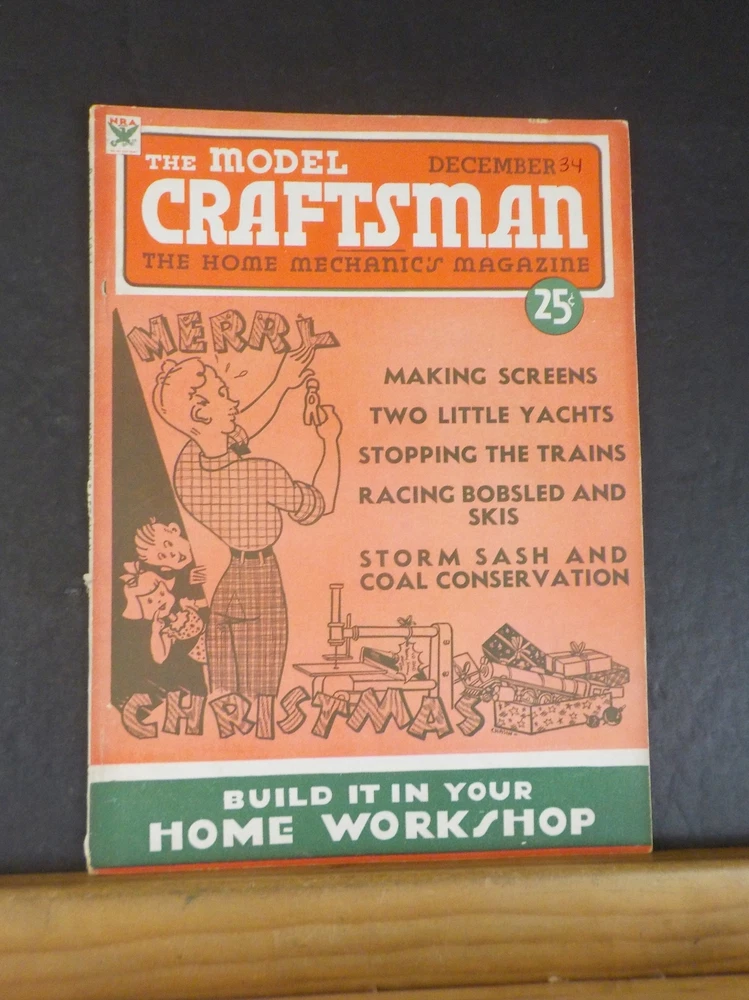 NRA
THE MODEL DECEMBER 34
CRAFTSMAN
THE HOME MECHANIC'S MAGAZINE
25¢
MERRY
MAKING SCREENS
TWO LITTLE YACHTS
STOPPING THE TRAINS
RACING BOBSLED AND
SKIS
STORM SASH AND
COAL CONSERVATION
CHRISTMAS
BUILD IT IN YOUR
HOME WORKSHOP